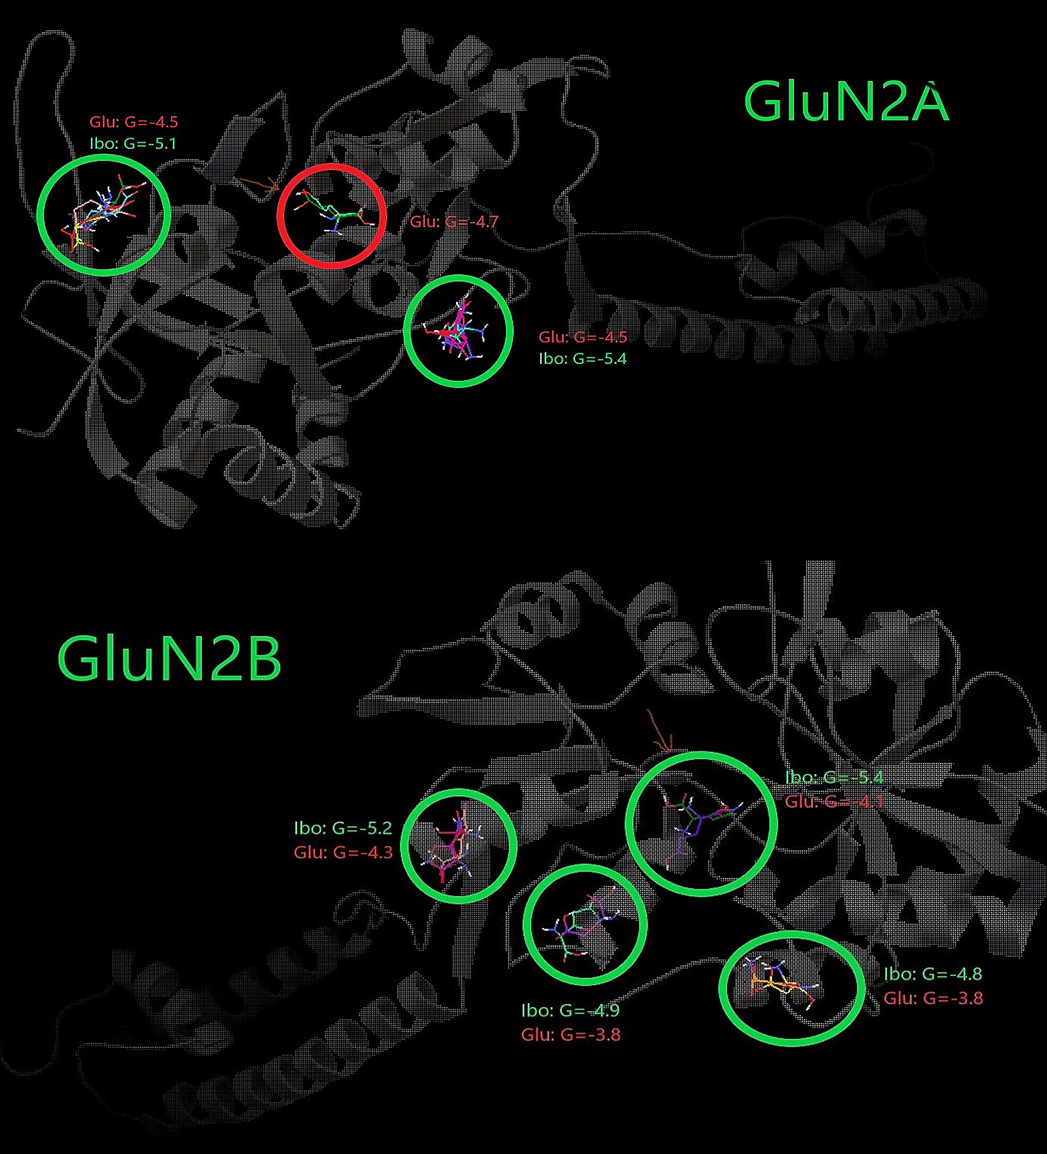 GluN2A
Glu: G=-4.5
Ibo: G=-5.1
Glu: G=-4.7
Glu: G=-4.5
Ibo: G=-5.4
GluN2B
Ibo: G=-5.4
Glu: G=-4.1
Ibo: G=-5.2
Glu: G=-4.3
Ibo: G=-4.8
Glu: G=-3.8
Ibo: G=-4.9
Glu: G=-3.8